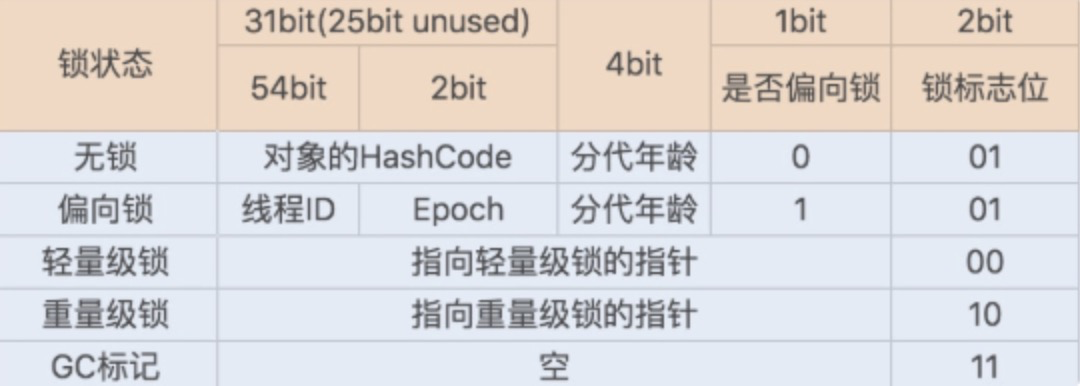 锁状态 31bit(25bit unused) 4bit 1bit 2bit
54bit 2bit 是否偏向锁 锁标志位
无锁 对象的HashCode 分代年龄 0 01
偏向锁 线程ID Epoch 分代年龄 1 01
轻量级锁 指向轻量级锁的指针 00
重量级锁 指向重量级锁的指针 10
GC标记 空 11